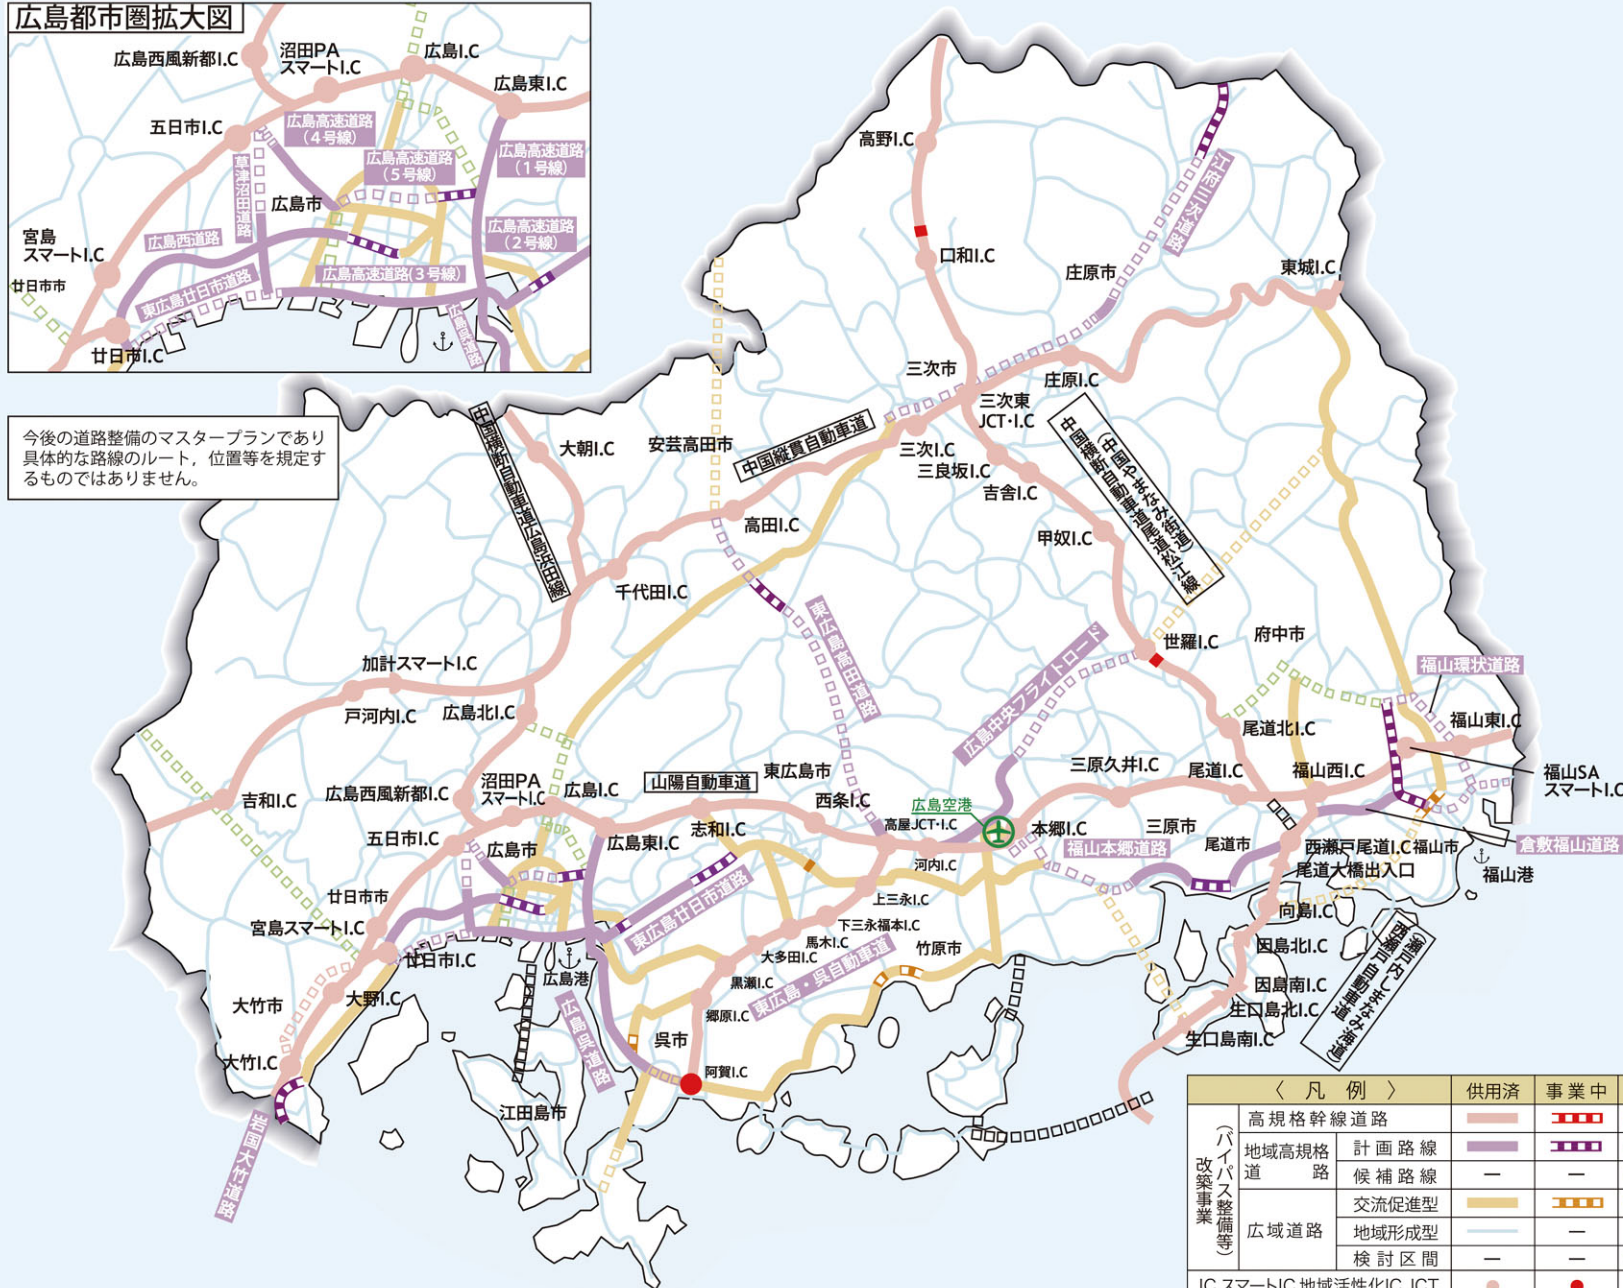 広島都市圏拡大図
広島西風新都I.C
沼田PA
スマートI.C
広島I.C
広島東I.C
五日市I.C
広島高速道路
(4号線)
広島高速道路
(5号線)
広島高速道路
(1号線)
草津沼田道路
広島市
広島高速道路
(2号線)
宮島
スマートI.C
広島西道路
広島高速道路(3号線)
廿日市市
東広島廿日市道路
広島呉道路
廿日市I.C
今後の道路整備のマスタープランであり
具体的な路線のルート，位置等を規定す
るものではありません。
高野I.C
江府三次道路
口和I.C
庄原市
東城I.C
三次市
庄原I.C
三次東
JCT・I.C
中国横断自動車道広島浜田線
大朝I.C
安芸高田市
中国縦貫自動車道
三次I.C
三良坂I.C
吉舎I.C
(中国やまなみ街道)
中国横断自動車道尾道松江線
高田I.C
甲奴I.C
千代田I.C
東広島高田道路
広島中央フライトロード
世羅I.C
府中市
加計スマートI.C
福山環状道路
戸河内I.C
広島北I.C
尾道北I.C
福山東I.C
山陽自動車道
東広島市
三原久井I.C
尾道I.C
福山西I.C
福山SA
スマートI.C
吉和I.C
広島西風新都I.C
沼田PA
スマートI.C
広島I.C
西条I.C
広島空港
五日市I.C
広島市
広島東I.C
志和I.C
高屋JCT・I.C
本郷I.C
三原市
尾道市
西瀬戸尾道I.C
福山市
倉敷福山道路
福山本郷道路
河内I.C
尾道大橋出入口
福山港
廿日市市
東広島廿日市道路
上三永I.C
向島I.C
宮島スマートI.C
下三永福本I.C
馬木I.C
竹原市
因島北I.C
(瀬戸内しまなみ海道)
西瀬戸自動車道
廿日市I.C
広島港
大多田I.C
東広島・呉自動車道
大竹市
大野I.C
黒瀬I.C
因島南I.C
生口島北I.C
広島呉道路
郷原I.C
呉市
生口島南I.C
大竹I.C
阿賀I.C
江田島市
岩国大竹道路
〈 凡 例 〉 供用済 事業中
改築事業
(バイパス整備等)
高規格幹線道路
地域高規格
道 路
計画路線
候補路線 － －
広域道路
交流促進型
地域形成型 －
検討区間 － －
IC,スマートIC,地域活性化IC,JCT